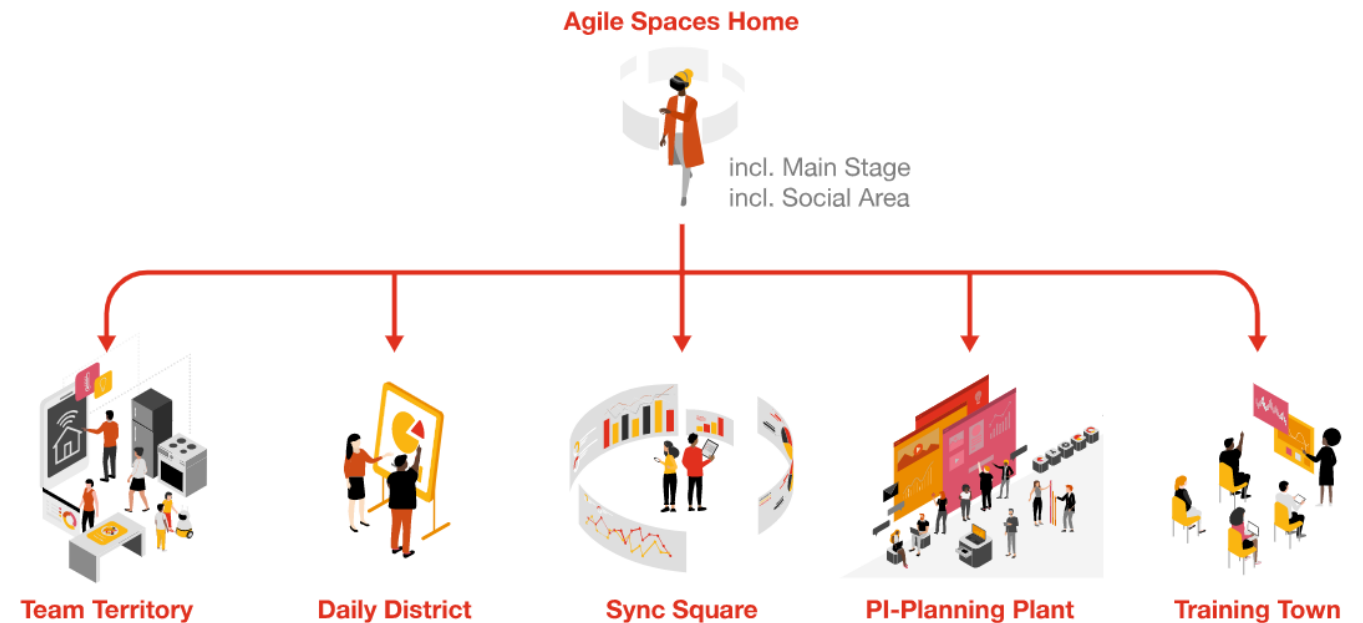 Agile Spaces Home
incl. Main Stage
incl. Social Area
Team Territory
Daily District
Sync Square
PI-Planning Plant
Training Town